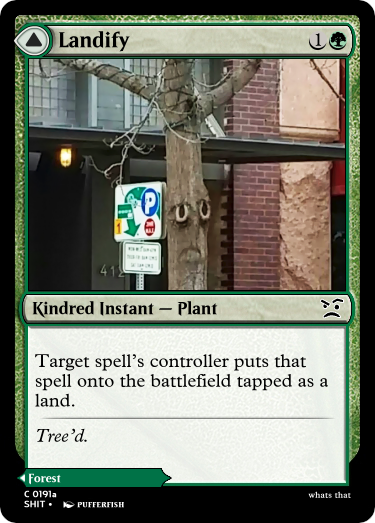 Landify
1
P
1
412
Kindred Instant — Plant
Target spell's controller puts that
spell onto the battlefield tapped as a
land.
Tree'd.
Forest
C 0191a
SHIT • PUFFERFISH
whats that